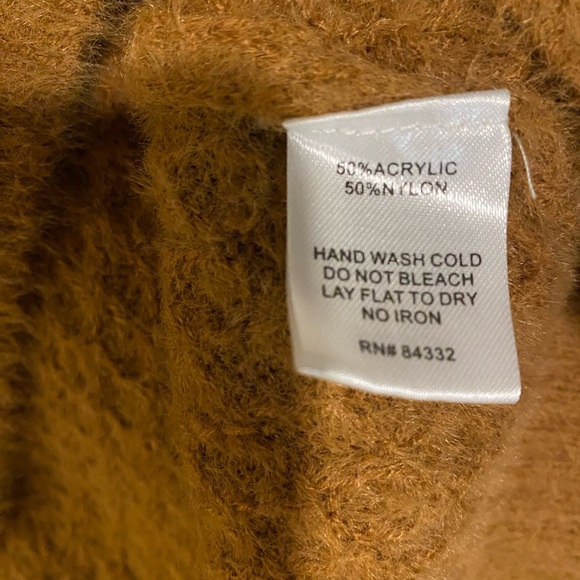 50%ACRYLIC
50%NYLON
HAND WASH COLD
DO NOT BLEACH
LAY FLAT TO DRY
NO IRON
RN# 84332